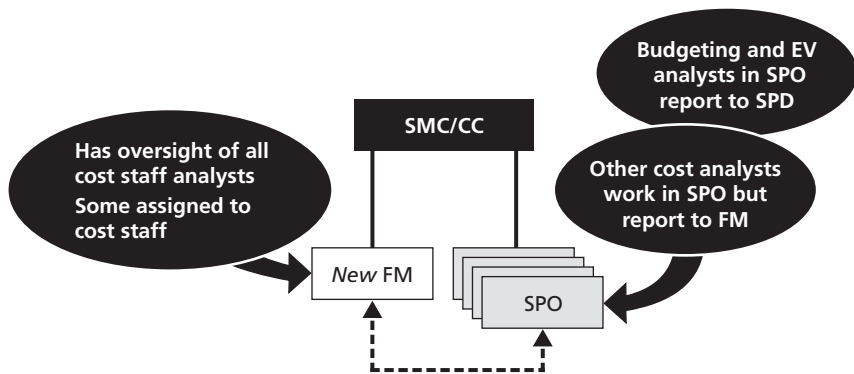 Budgeting and EV
analysts in SPO
report to SPD
SMC/CC
Has oversight of all
cost staff analysts
Some assigned to
cost staff
Other cost analysts
work in SPO but
report to FM
New FM
SPO